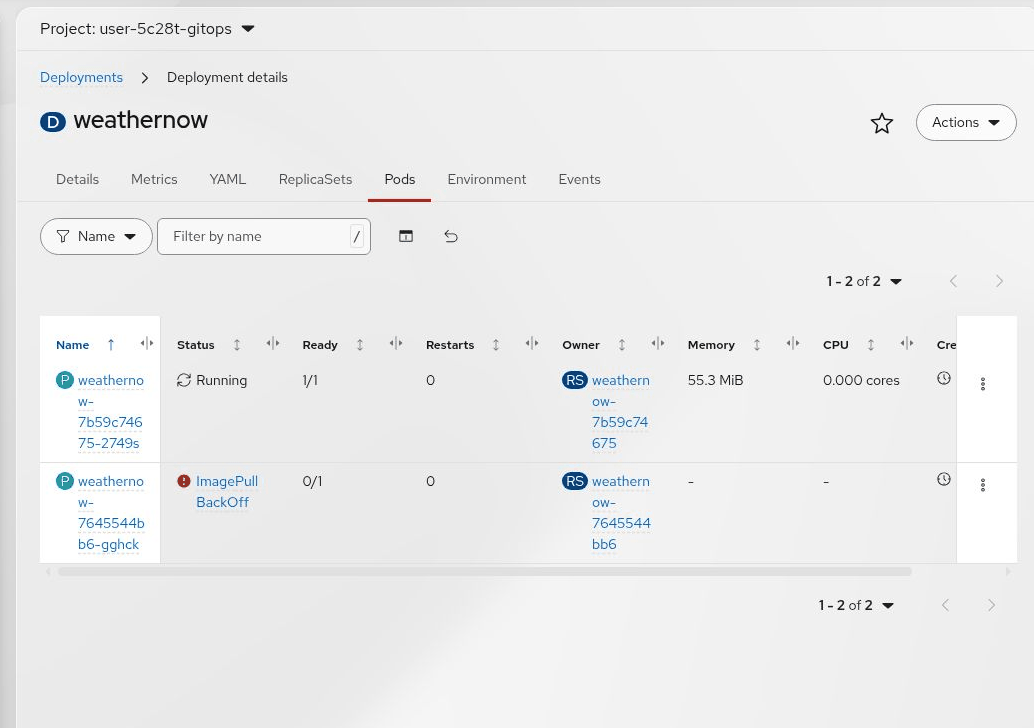 Project: user-5c28t-gitops
Deployments > Deployment details
D weathernow
Actions
Details Metrics YAML ReplicaSets Pods Environment Events
Name Filter by name /
1 - 2 of 2
Name Status Ready Restarts Owner Memory CPU Cre
P weatherno RS weathern
w- ow-
7b59c746 7b59c74
75-2749s 675
Running 1/1 0 55.3 MiB 0.000 cores
P weatherno ImagePull 0/1 0 RS weathern - -
w- BackOff ow-
7645544b 7645544
b6-gghck bb6
1 - 2 of 2